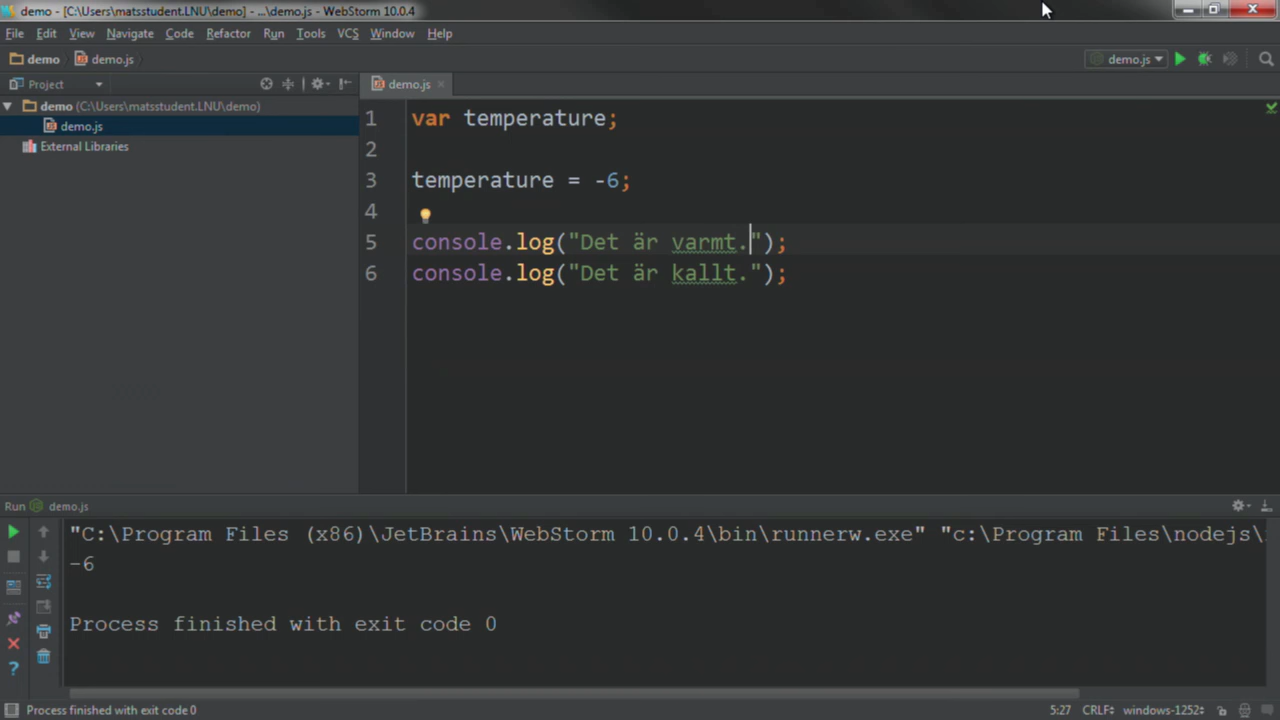 demo - [C:\Users\matsstudent.LNU\demo] - ...\demo.js - WebStorm 10.0.4
File Edit View Navigate Code Refactor Run Tools VCS Window Help
demo demo.js demo.js
Project demo.js
demo (C:\Users\matsstudent.LNU\demo)
demo.js
External Libraries
1 var temperature;
2
3 temperature = -6;
4
5 console.log("Det är varmt.");
6 console.log("Det är kallt.");
Run demo.js
"C:\Program Files (x86)\JetBrains\WebStorm 10.0.4\bin\runnerw.exe" "c:\Program Files\nodejs\
-6
Process finished with exit code 0
Process finished with exit code 0 5:27 CRLF windows-1252